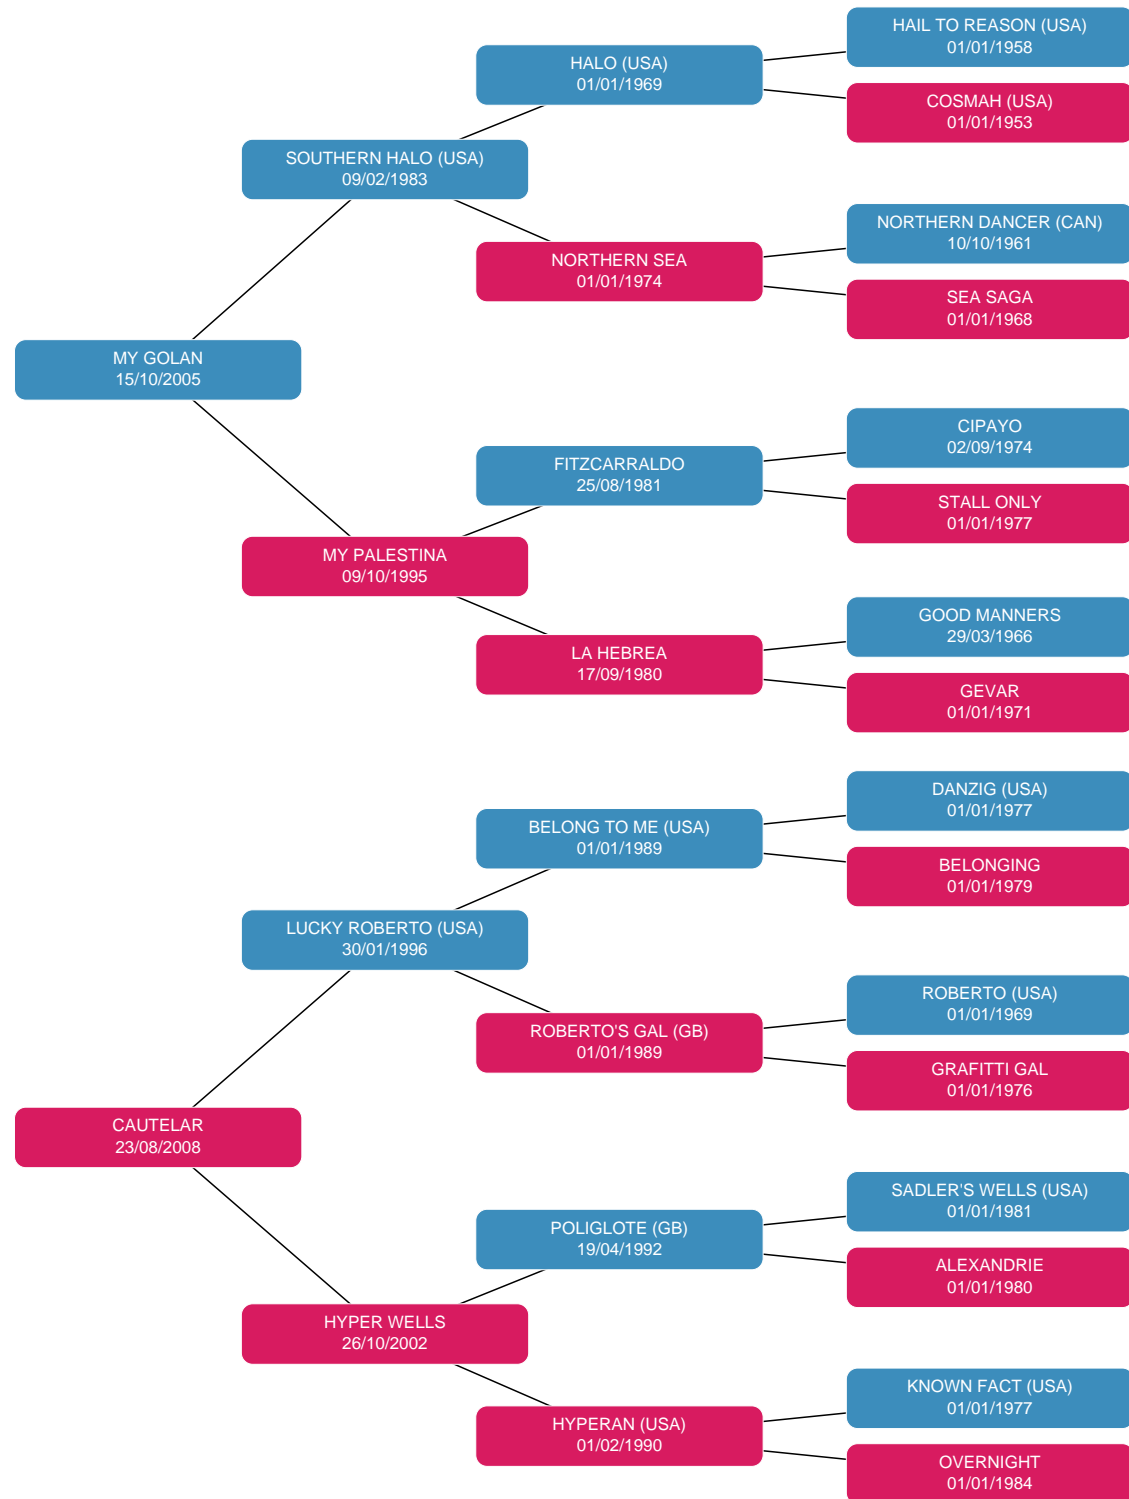 HAIL TO REASON (USA)
01/01/1958
HALO (USA)
01/01/1969
COSMAH (USA)
01/01/1953
SOUTHERN HALO (USA)
09/02/1983
NORTHERN DANCER (CAN)
10/10/1961
NORTHERN SEA
01/01/1974
SEA SAGA
01/01/1968
MY GOLAN
15/10/2005
CIPAYO
02/09/1974
FITZCARRALDO
25/08/1981
STALL ONLY
01/01/1977
MY PALESTINA
09/10/1995
GOOD MANNERS
29/03/1966
LA HEBREA
17/09/1980
GEVAR
01/01/1971
DANZIG (USA)
01/01/1977
BELONG TO ME (USA)
01/01/1989
BELONGING
01/01/1979
LUCKY ROBERTO (USA)
30/01/1996
ROBERTO (USA)
01/01/1969
ROBERTO'S GAL (GB)
01/01/1989
GRAFITTI GAL
01/01/1976
CAUTELAR
23/08/2008
SADLER'S WELLS (USA)
01/01/1981
POLIGLOTE (GB)
19/04/1992
ALEXANDRIE
01/01/1980
HYPER WELLS
26/10/2002
KNOWN FACT (USA)
01/01/1977
HYPERAN (USA)
01/02/1990
OVERNIGHT
01/01/1984